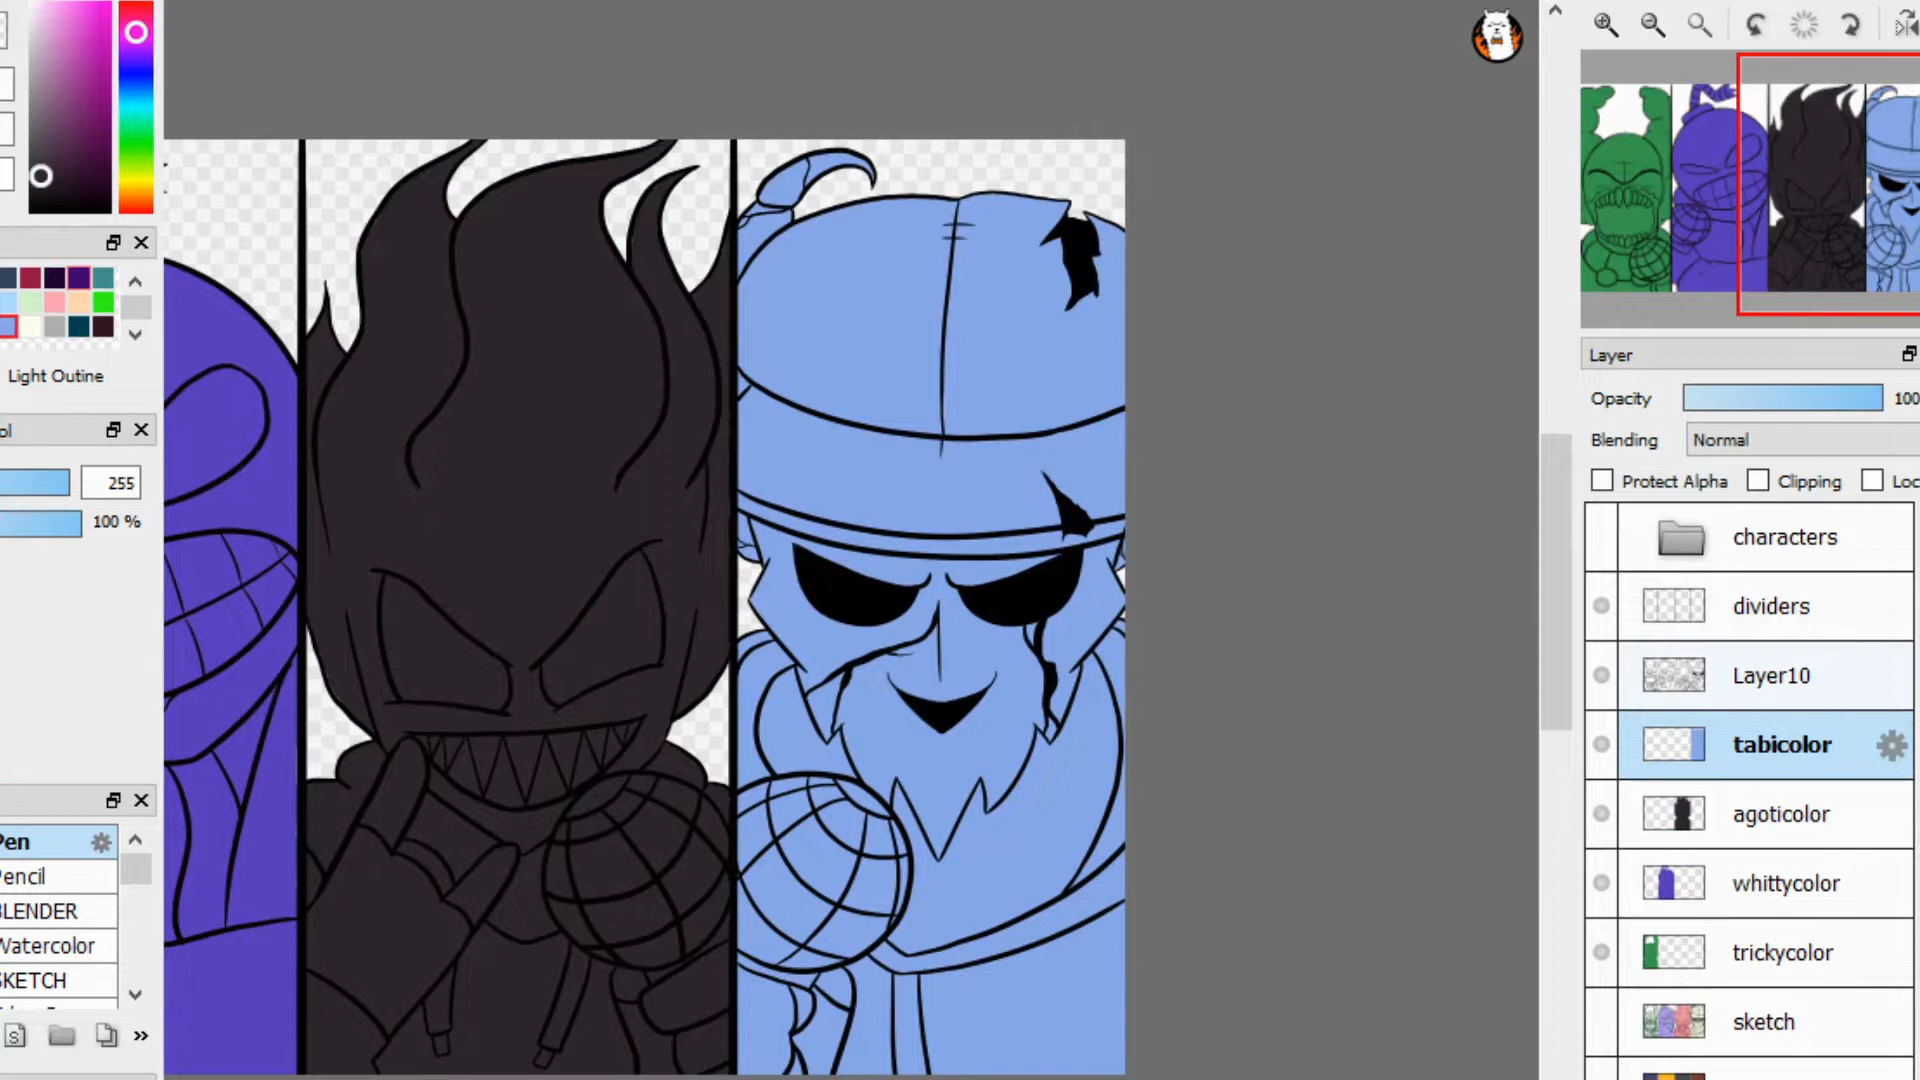 Light Outine
ol
255
100 %
Pen
Pencil
BLENDER
Watercolor
SKETCH
Layer
Opacity
100
Blending
Normal
Protect Alpha
Clipping
Loc
characters
dividers
Layer10
tabicolor
agoticolor
whittycolor
trickycolor
sketch
S